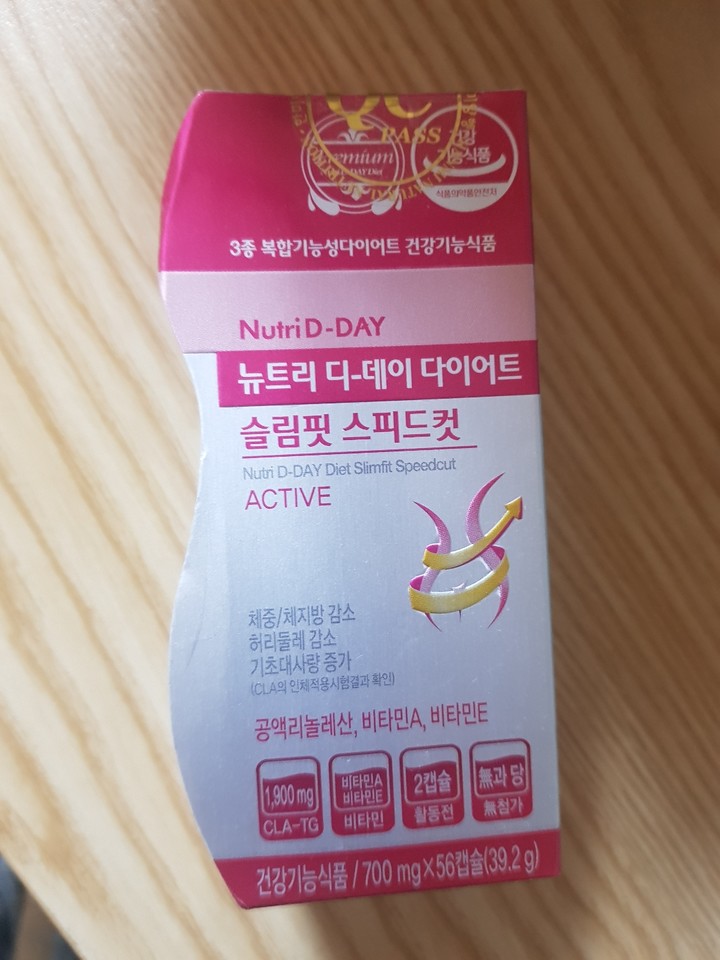 PASS
Premium
건강
기능식품
식품의약품안전처
3종 복합기능성다이어트 건강기능식품
Nutri D-DAY
뉴트리 디-데이 다이어트
슬림핏 스피드컷
Nutri D-DAY Diet Slimfit Speedcut
ACTIVE
체중/체지방 감소
허리둘레 감소
기초대사량 증가
(CLA의 인체적용시험결과 확인)
공액리놀레산, 비타민A, 비타민E
1,900 mg
CLA-TG
비타민A
비타민E
비타민
2캡슐
활동전
無과당
無첨가
건강기능식품 / 700 mg×56캡슐(39.2 g)